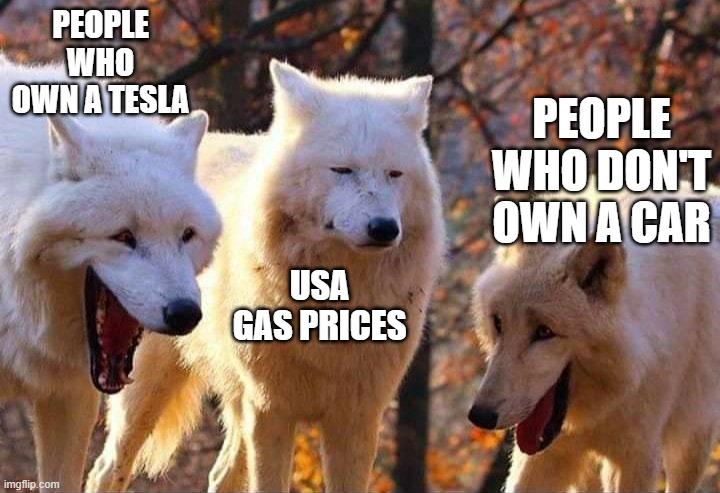 PEOPLE
WHO
OWN A TESLA
USA
GAS PRICES
PEOPLE
WHO DON'T
OWN A CAR
imgflip.com